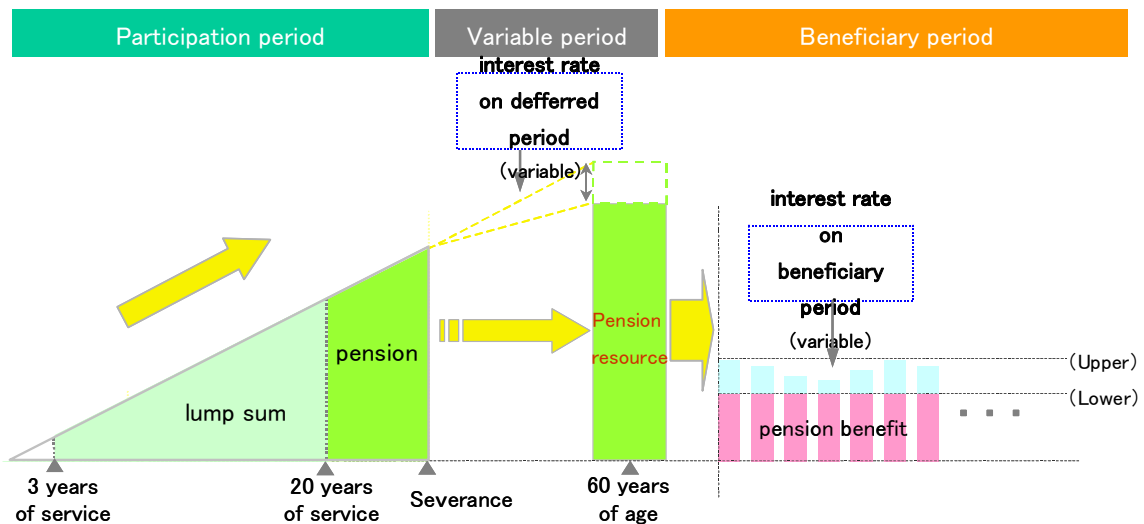 Participation period
Variable period
Beneficiary period
interest rate
on defferred
period
(variable)
interest rate
on
beneficiary
period
(variable)
Pension
resource
pension
lump sum
(Upper)
(Lower)
pension benefit
3 years
of service
20 years
of service
Severance
60 years
of age